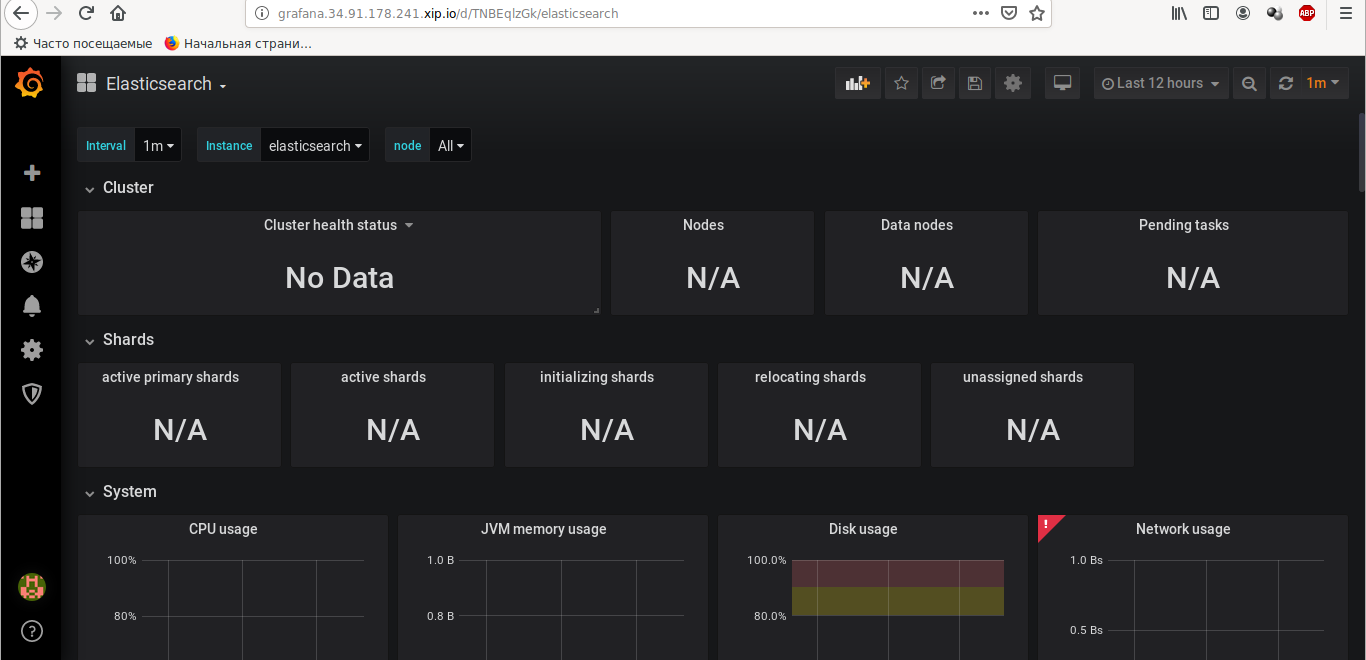 grafana.34.91.178.241.xip.io/d/TNBEqlzGk/elasticsearch
ABP
Часто посещаемые Начальная страни…
Elasticsearch
Last 12 hours 1m
Interval 1m Instance elasticsearch node All
Cluster
Cluster health status Nodes Data nodes Pending tasks
No Data N/A N/A N/A
Shards
active primary shards active shards initializing shards relocating shards unassigned shards
N/A N/A N/A N/A N/A
System
CPU usage JVM memory usage Disk usage ! Network usage
100% 1.0 B 100.0% 1.0 Bs
80% 0.8 B 80.0% 0.5 Bs
?